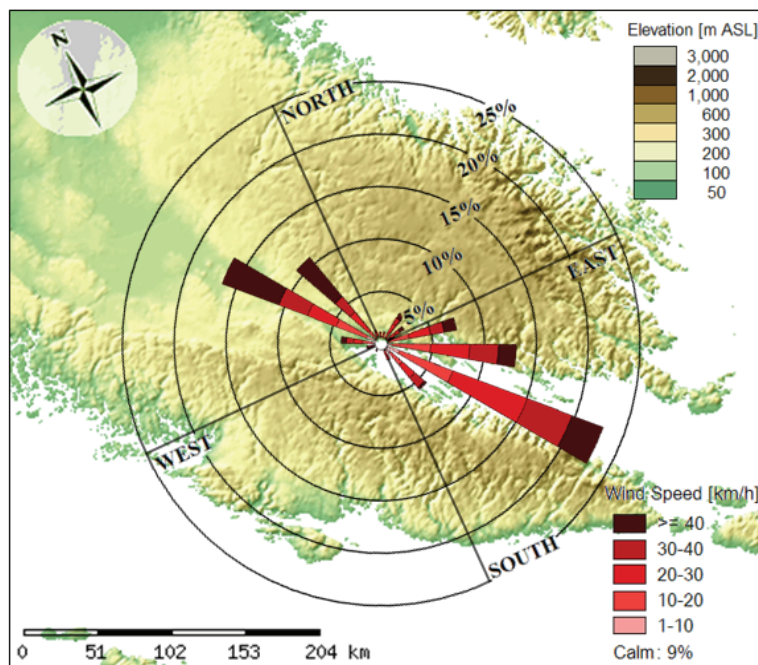 N
Elevation [m ASL]
3,000
2,000
1,000
600
300
200
100
50
NORTH
25%
20%
15%
10%
5%
EAST
WEST
SOUTH
Wind Speed [km/h]
>= 40
30-40
20-30
10-20
1-10
Calm: 9%
0 51 102 153 204 km